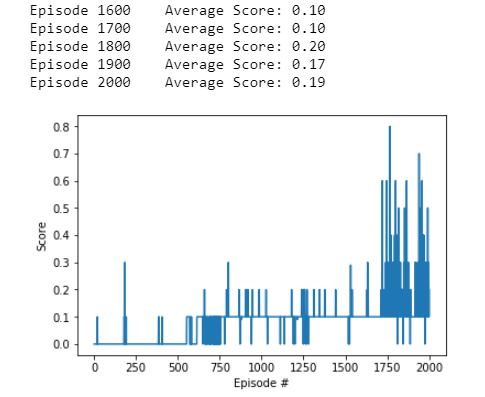 Episode 1600    Average Score: 0.10
Episode 1700    Average Score: 0.10
Episode 1800    Average Score: 0.20
Episode 1900    Average Score: 0.17
Episode 2000    Average Score: 0.19
0.8
0.7
0.6
0.5
0.4
0.3
0.2
0.1
0.0
Score
0 250 500 750 1000 1250 1500 1750 2000
Episode #